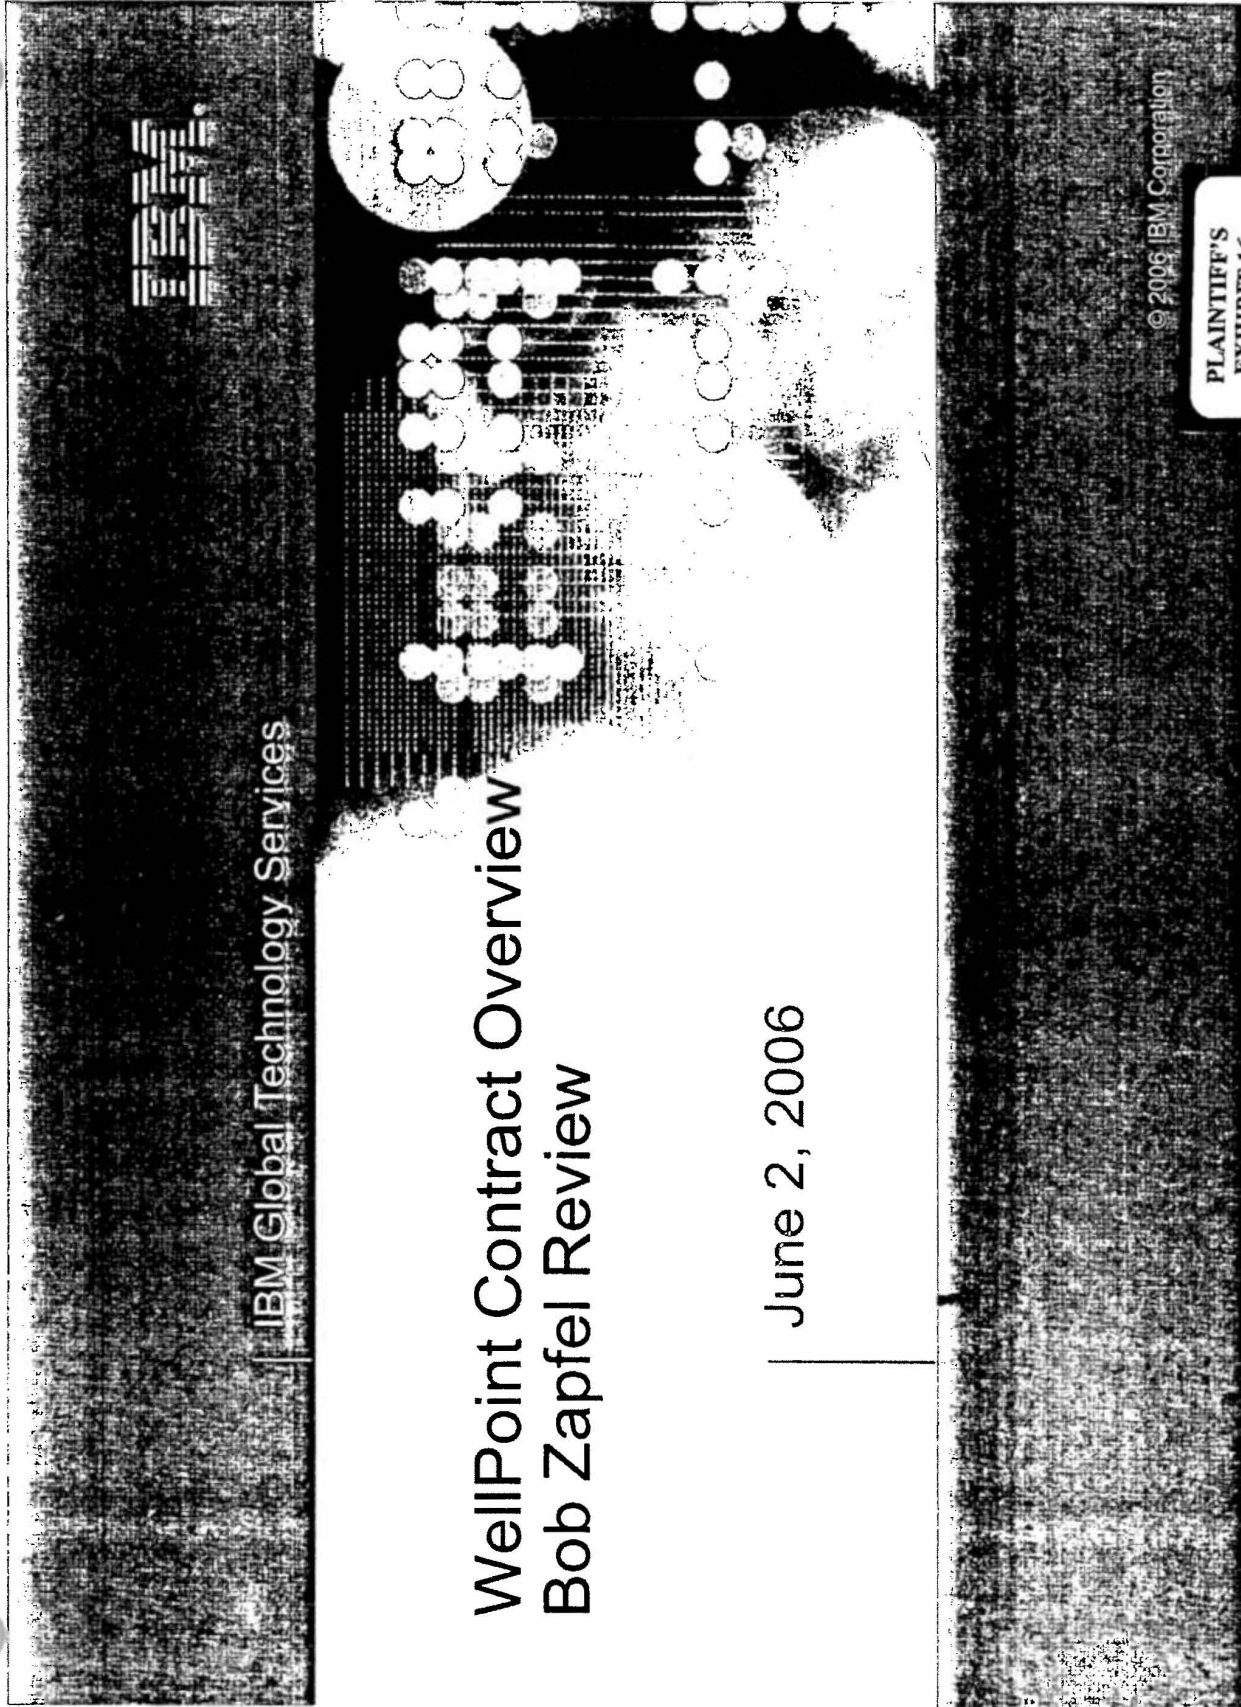 IBM
IBM Global Technology Services
WellPoint Contract Overview
Bob Zapfel Review
June 2, 2006
© 2006 IBM Corporation
PLAINTIFF'S